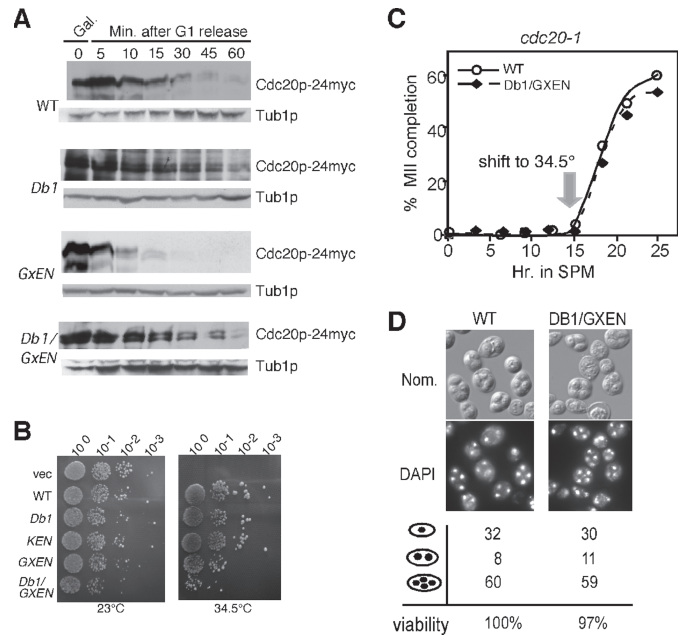 A
Gal.
Min. after G1 release
0 5 10 15 30 45 60
Cdc20p-24myc
WT
Tub1p
Cdc20p-24myc
Db1
Tub1p
Cdc20p-24myc
GxEN
Tub1p
Db1/
GxEN
Cdc20p-24myc
Tub1p
B
10 0 10-1 10-2 10-3 10 0 10-1 10-2 10-3
vec
WT
Db1
KEN
GXEN
Db1/
GXEN
23°C 34.5°C
C
cdc20-1
WT
Db1/GXEN
% MII completion
60
40
20
0
shift to 34.5°
0 5 10 15 20 25
Hr. in SPM
D
WT DB1/GXEN
Nom.
DAPI
32 30
8 11
60 59
viability 100% 97%